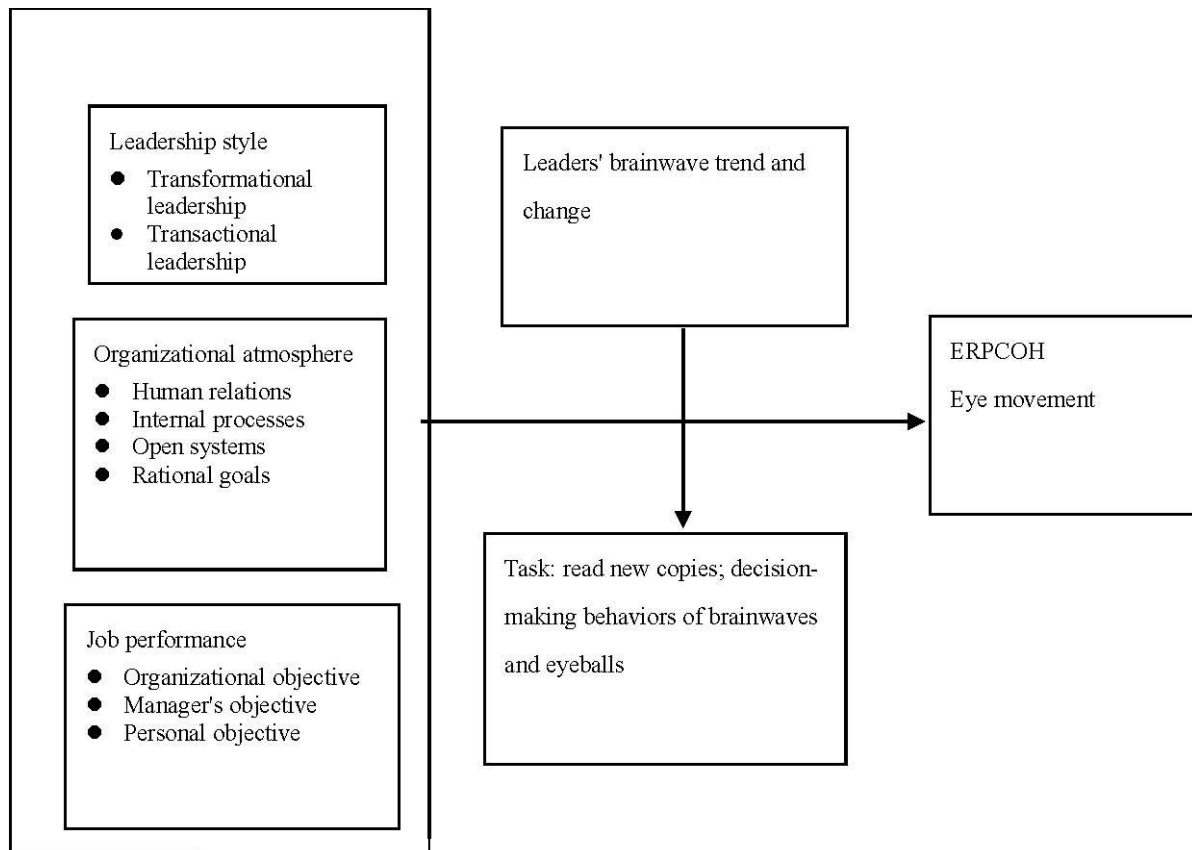 Leadership style
● Transformational
leadership
● Transactional
leadership
Organizational atmosphere
● Human relations
● Internal processes
● Open systems
● Rational goals
Job performance
● Organizational objective
● Manager's objective
● Personal objective
Leaders' brainwave trend and
change
Task: read new copies; decision-
making behaviors of brainwaves
and eyeballs
ERPCOH
Eye movement